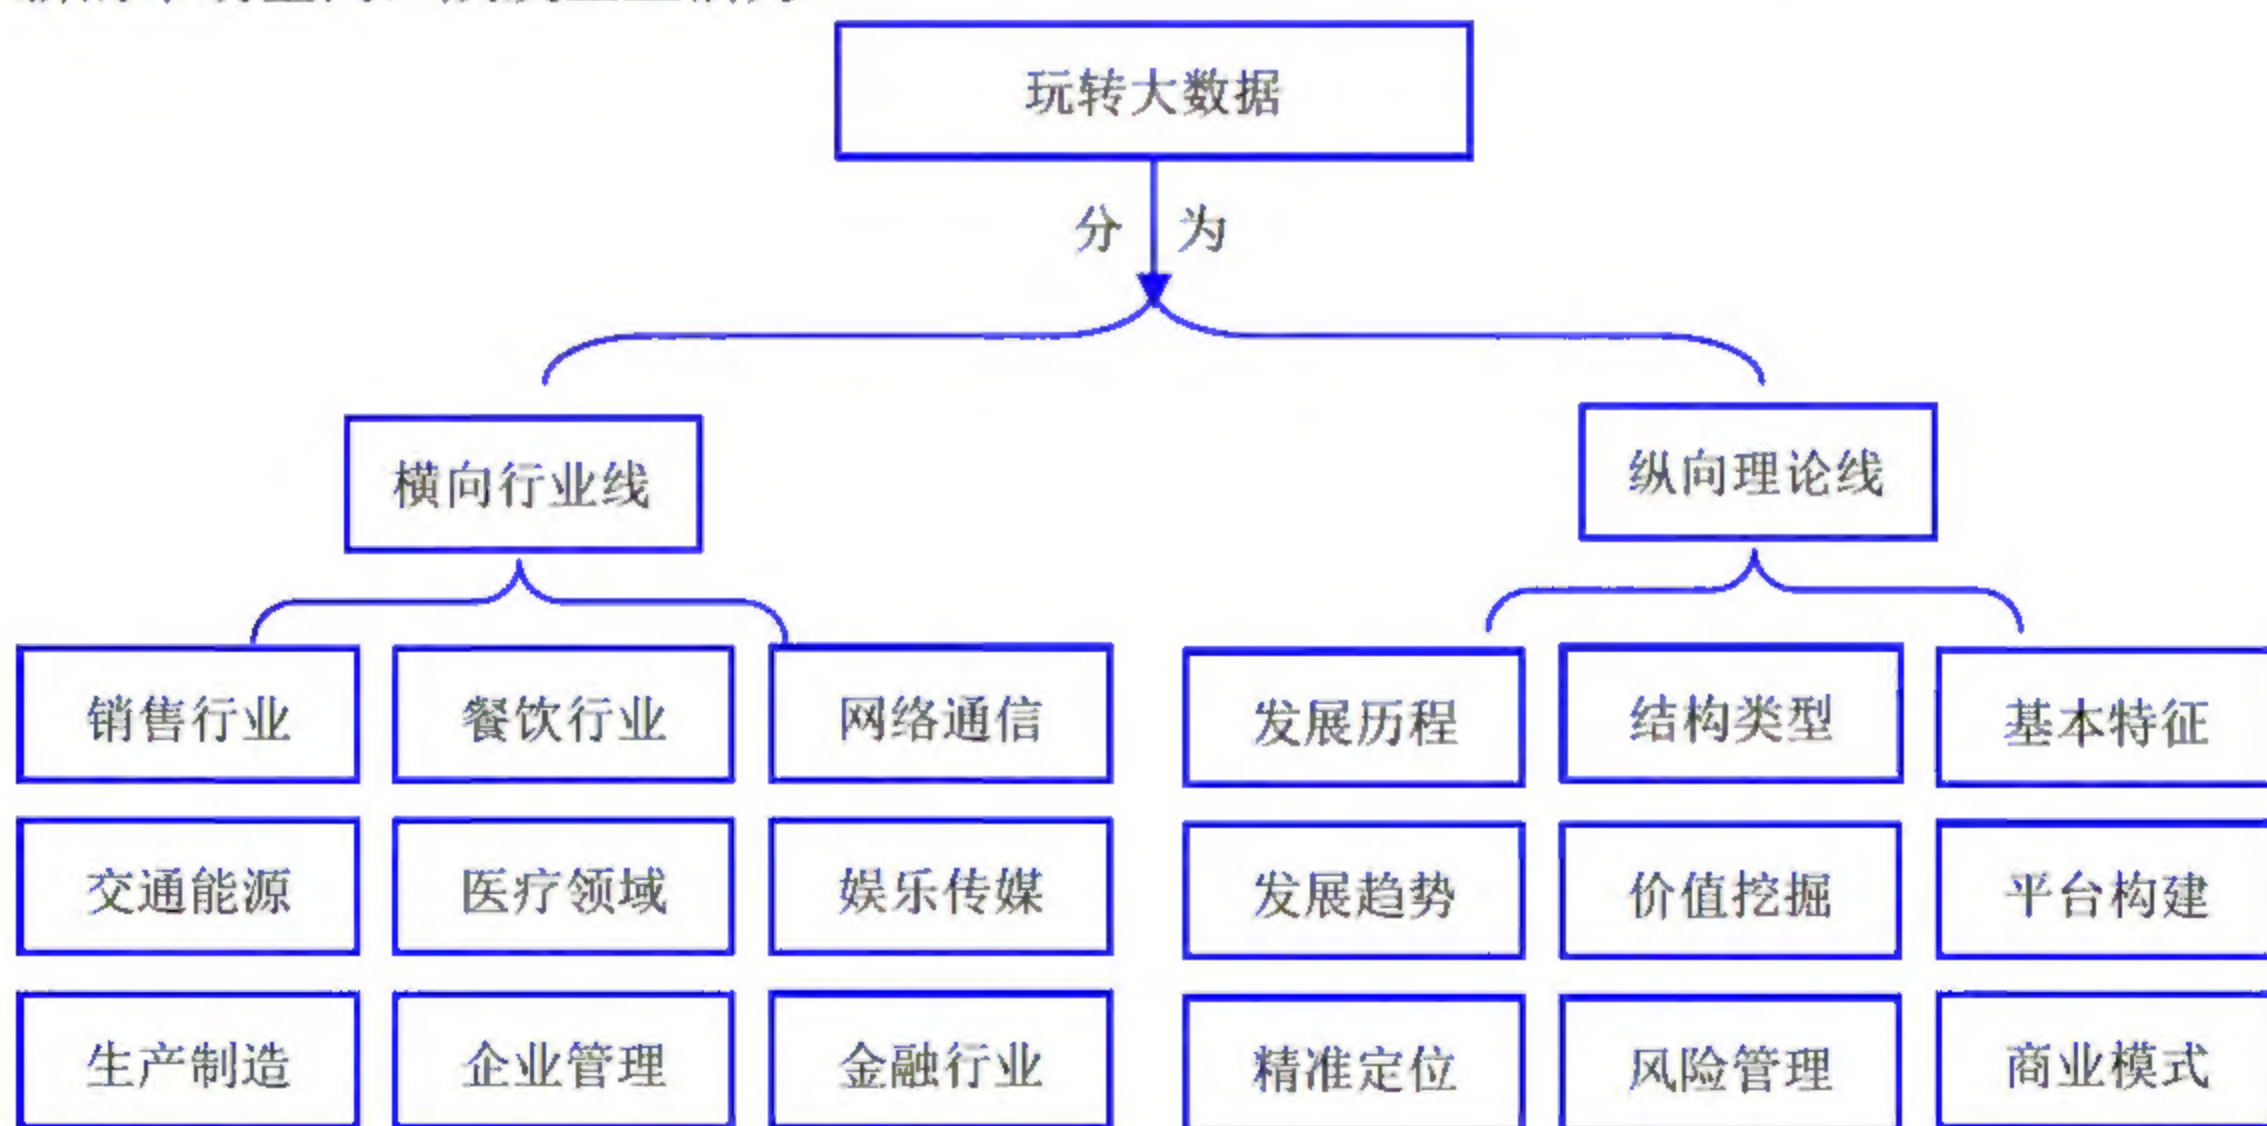 玩转大数据
分 为
横向行业线
纵向理论线
销售行业 餐饮行业 网络通信 发展历程 结构类型 基本特征
交通能源 医疗领域 娱乐传媒 发展趋势 价值挖掘 平台构建
生产制造 企业管理 金融行业 精准定位 风险管理 商业模式